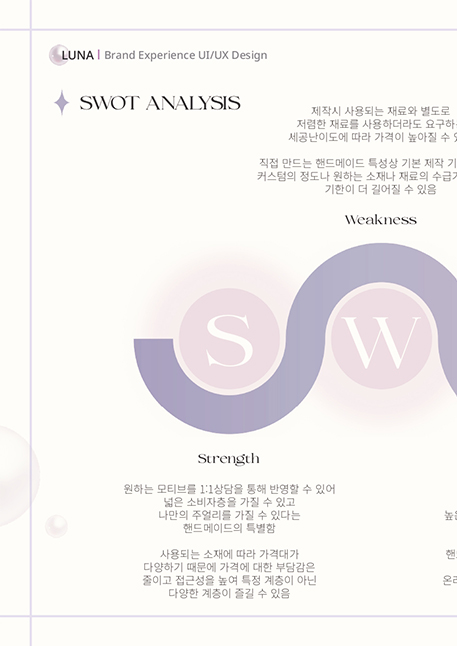 LUNA | Brand Experience UI/UX Design
SWOT ANALYSIS
제작시 사용되는 재료와 별도로
저렴한 재료를 사용하더라도 요구하
세공난이도에 따라 가격이 높아질 수
직접 만드는 핸드메이드 특성상 기본 제작
커스텀의 정도나 원하는 소재나 재료의 수급
기한이 더 길어질 수 있음
Weakness
S W
Strength
원하는 모티브를 1:1상담을 통해 반영할 수 있어
넓은 소비자층을 가질 수 있고
나만의 주얼리를 가질 수 있다는
핸드메이드의 특별함
높은
사용되는 소재에 따라 가격대가
다양하기 때문에 가격에 대한 부담감은
줄이고 접근성을 높여 특정 계층이 아닌
다양한 계층이 즐길 수 있음